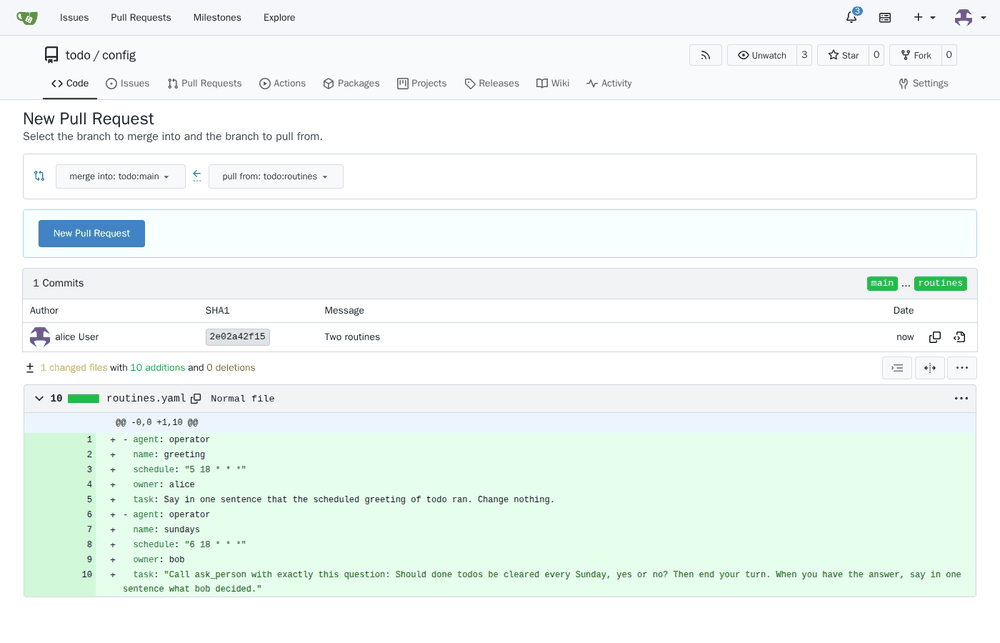 Issues Pull Requests Milestones Explore 3
todo / config Unwatch 3 Star 0 Fork 0
Code Issues Pull Requests Actions Packages Projects Releases Wiki Activity Settings
New Pull Request
Select the branch to merge into and the branch to pull from.
merge into: todo:main pull from: todo:routines
New Pull Request
1 Commits main ... routines
Author SHA1 Message Date
alice User 2e02a42f15 Two routines now
1 changed files with 10 additions and 0 deletions
10 routines.yaml Normal file
@@ -0,0 +1,10 @@
1 + - agent: operator
2 + name: greeting
3 + schedule: "5 18 * * *"
4 + owner: alice
5 + task: Say in one sentence that the scheduled greeting of todo ran. Change nothing.
6 + - agent: operator
7 + name: sundays
8 + schedule: "6 18 * * *"
9 + owner: bob
10 + task: "Call ask_person with exactly this question: Should done todos be cleared every Sunday, yes or no? Then end your turn. When you have the answer, say in one
sentence what bob decided."